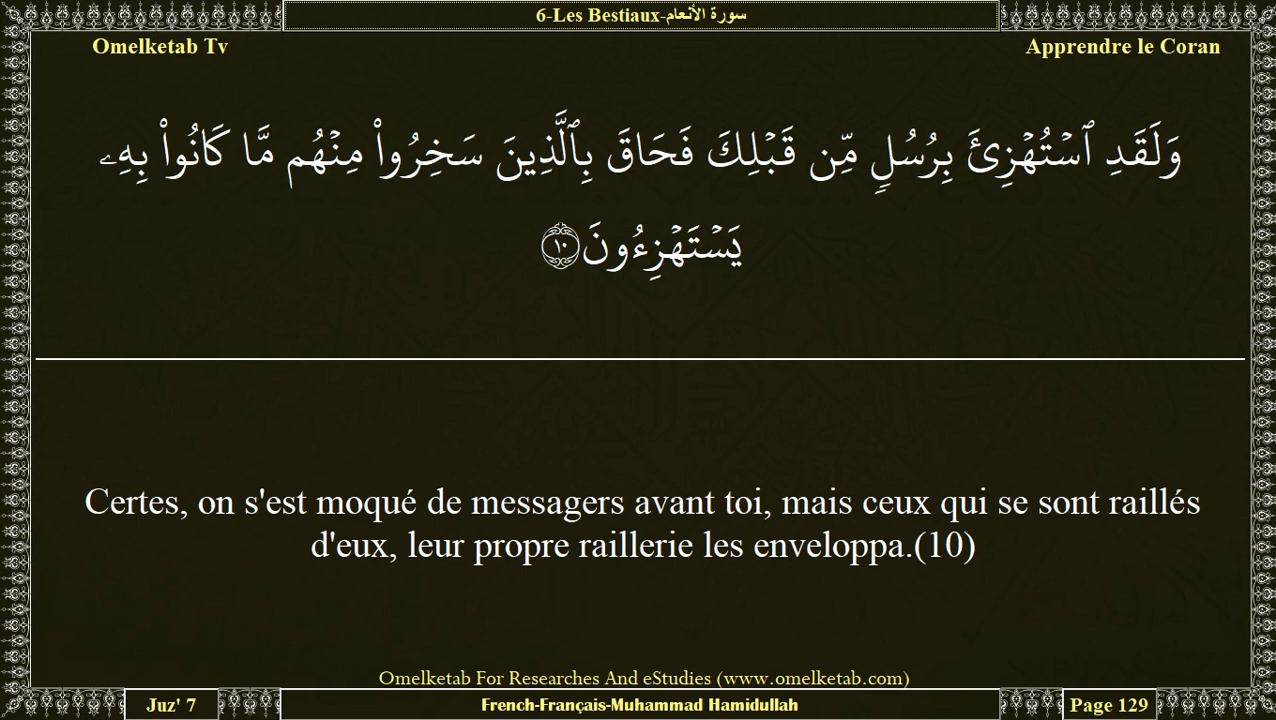 6-Les Bestiaux-سورة الأنعام
Omelketab Tv
Apprendre le Coran
وَلَقَدِ ٱسۡتُهۡزِئَ بِرُسُلٖ مِّن قَبۡلِكَ فَحَاقَ بِٱلَّذِينَ سَخِرُواْ مِنۡهُم مَّا كَانُواْ بِهِۦ
يَسۡتَهۡزِءُونَ ١٠
Certes, on s'est moqué de messagers avant toi, mais ceux qui se sont raillés
d'eux, leur propre raillerie les enveloppa.(10)
Omelketab For Researches And eStudies (www.omelketab.com)
Juz' 7
French-Français-Muhammad Hamidullah
Page 129